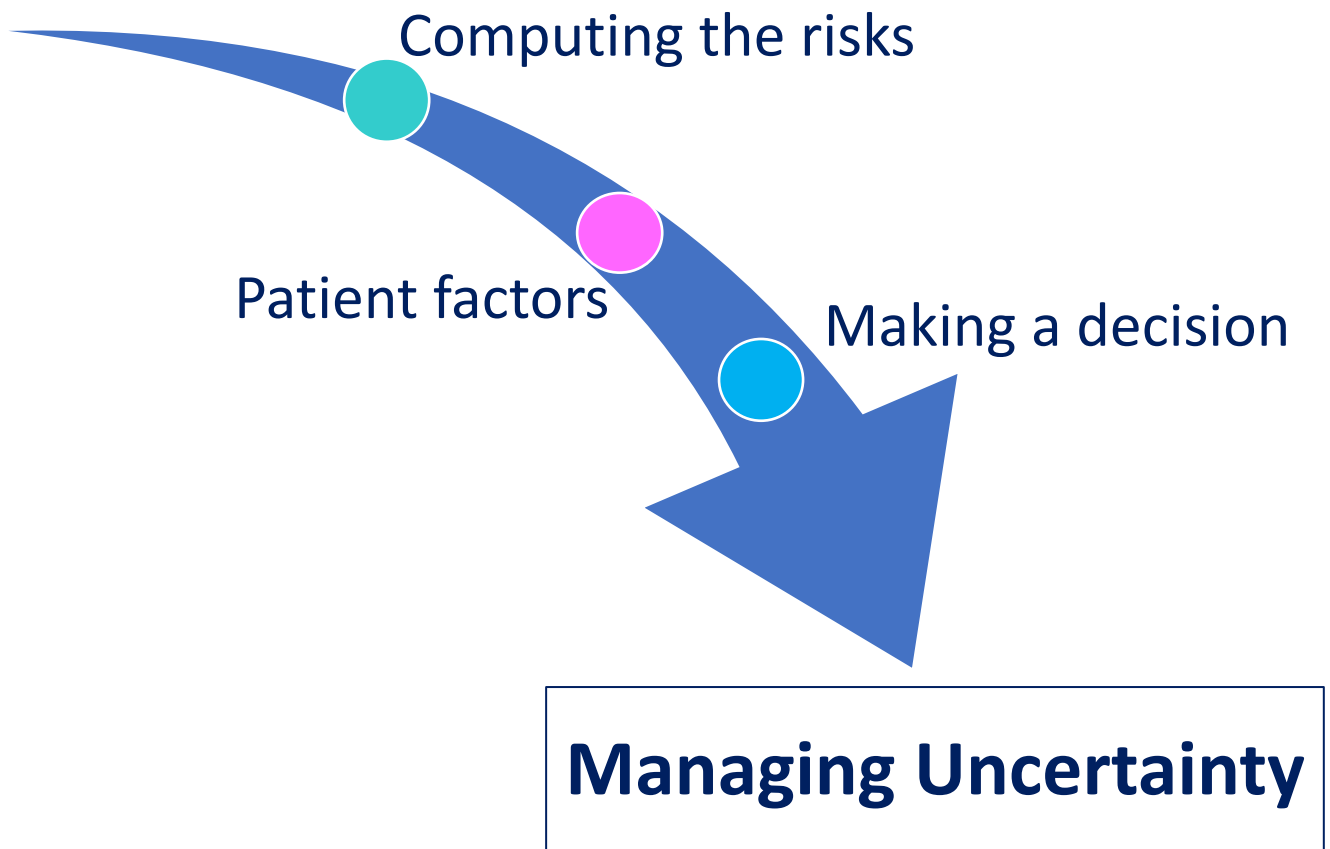 Computing the risks
Patient factors
Making a decision
Managing Uncertainty